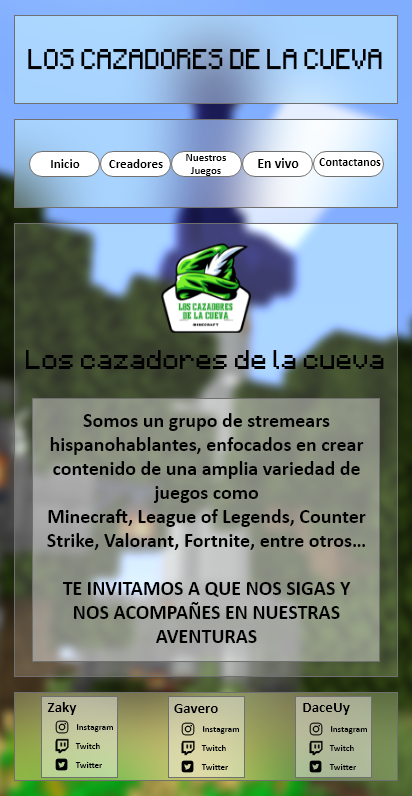 LOS CAZADORES DE LA CUEVA
Inicio
Creadores
Nuestros
Juegos
En vivo
Contactanos
LOS CAZADORES
DE LA CUEVA
MINECRAFT
Los cazadores de la cueva
Somos un grupo de stremears
hispanohablantes, enfocados en crear
contenido de una amplia variedad de
juegos como
Minecraft, League of Legends, Counter
Strike, Valorant, Fortnite, entre otros...
TE INVITAMOS A QUE NOS SIGAS Y
NOS ACOMPAÑES EN NUESTRAS
AVENTURAS
Zaky
Instagram
Twitch
Twitter
Gavero
Instagram
Twitch
Twitter
DaceUy
Instagram
Twitch
Twitter